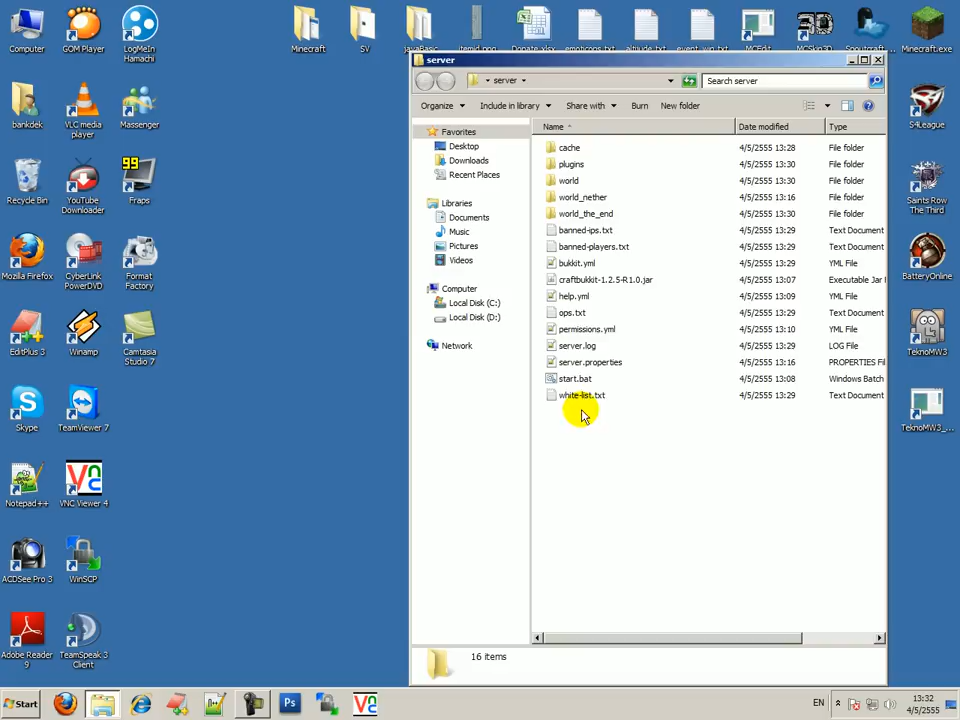 Computer
GOM Player
LogMeIn
Hamachi
Minecraft
SV
javaBasic
itemid.png
Donate.xlsx
emoticons.txt
altitude.txt
MCEdit
MCSkin3D
Spoutcraft...
Minecraft.exe
bankdek
VLC media
player
Massenger
S4League
Recycle Bin
YouTube
Downloader
99
Fraps
Saints Row
The Third
Mozilla Firefox
CyberLink
PowerDVD
Format
Factory
BatteryOnline
EditPlus 3
Winamp
Camtasia
Studio 7
TeknoMW3
Skype
TeamViewer 7
TeknoMW3_...
Notepad++
VNC Viewer 4
ACDSee Pro 3
WinSCP
Adobe Reader
9
TeamSpeak 3
Client
server
server
Search server
Organize
Include in library
Share with
Burn
New folder
Favorites
Desktop
Downloads
Recent Places
Libraries
Documents
Music
Pictures
Videos
Computer
Local Disk (C:)
Local Disk (D:)
Network
Name Date modified Type
cache 4/5/2555 13:28 File folder
plugins 4/5/2555 13:30 File folder
world 4/5/2555 13:30 File folder
world_nether 4/5/2555 13:16 File folder
world_the_end 4/5/2555 13:30 File folder
banned-ips.txt 4/5/2555 13:29 Text Document
banned-players.txt 4/5/2555 13:29 Text Document
bukkit.yml 4/5/2555 13:29 YML File
craftbukkit-1.2.5-R1.0.jar 4/5/2555 13:07 Executable Jar
help.yml 4/5/2555 13:09 YML File
ops.txt 4/5/2555 13:29 Text Document
permissions.yml 4/5/2555 13:10 YML File
server.log 4/5/2555 13:29 LOG File
server.properties 4/5/2555 13:16 PROPERTIES Fil
start.bat 4/5/2555 13:08 Windows Batch
white-list.txt 4/5/2555 13:29 Text Document
16 items
Start
Ps
EN
13:32
4/5/2555